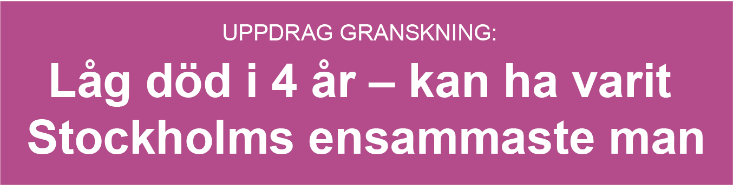 UPPDRAG GRANSKNING:
Låg död i 4 år – kan ha varit
Stockholms ensammaste man